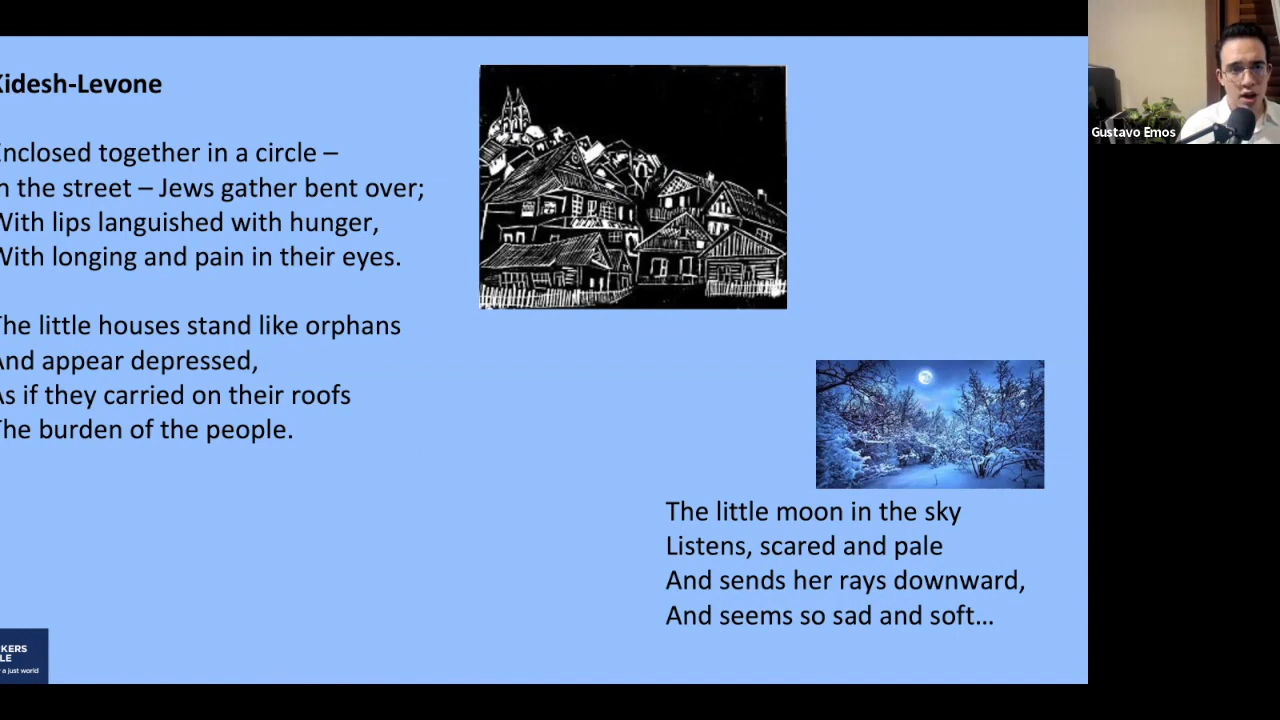 Kidesh-Levone
Enclosed together in a circle –
In the street – Jews gather bent over;
With lips languished with hunger,
With longing and pain in their eyes.
The little houses stand like orphans
And appear depressed,
As if they carried on their roofs
The burden of the people.
The little moon in the sky
Listens, scared and pale
And sends her rays downward,
And seems so sad and soft…
Gustavo Emos
KERS
LE
a just world